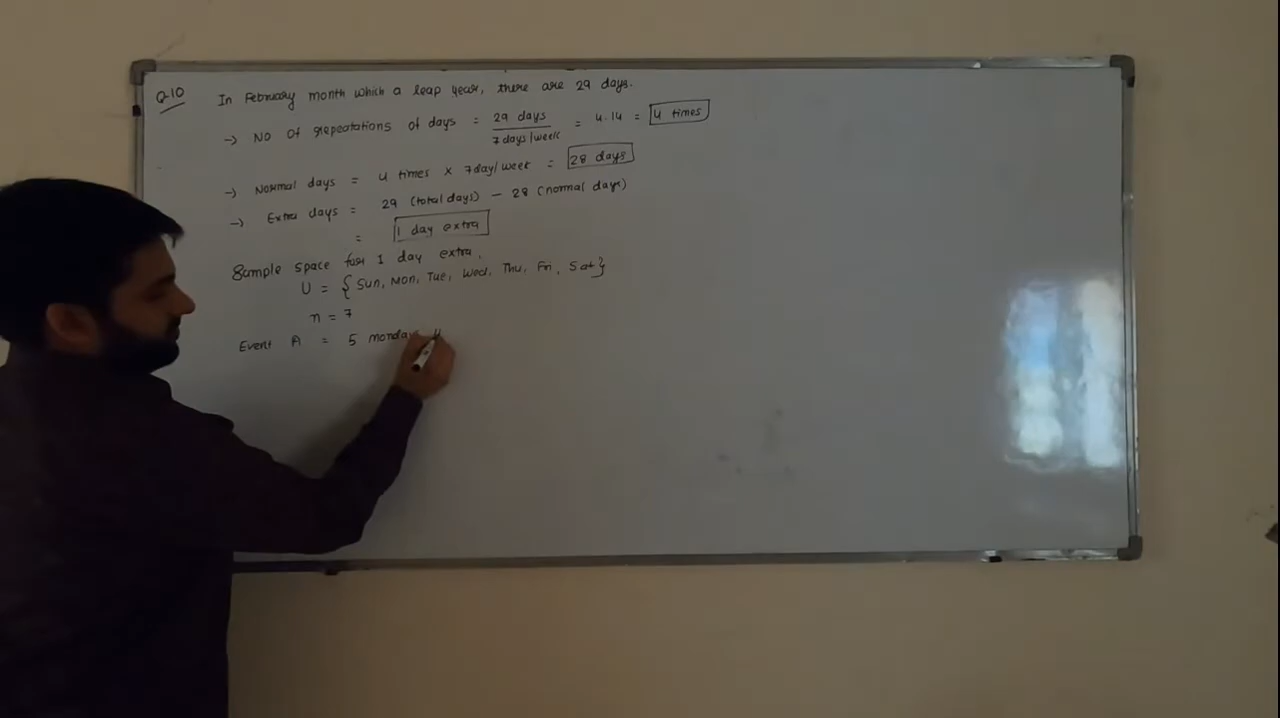 Q-10 In February month which a leap year, there are 29 days.
→ No of repeatations of days = 29 days / 7 days/week = 4.14 = 4 times
→ Normal days = 4 times × 7day/week = 28 days
→ Extra days = 29 (total days) - 28 (normal days)
= 1 day extra
Sample space for 1 day extra,
U = {Sun, Mon, Tue, Wed, Thu, Fri, Sat}
n = 7
Event A = 5 monday